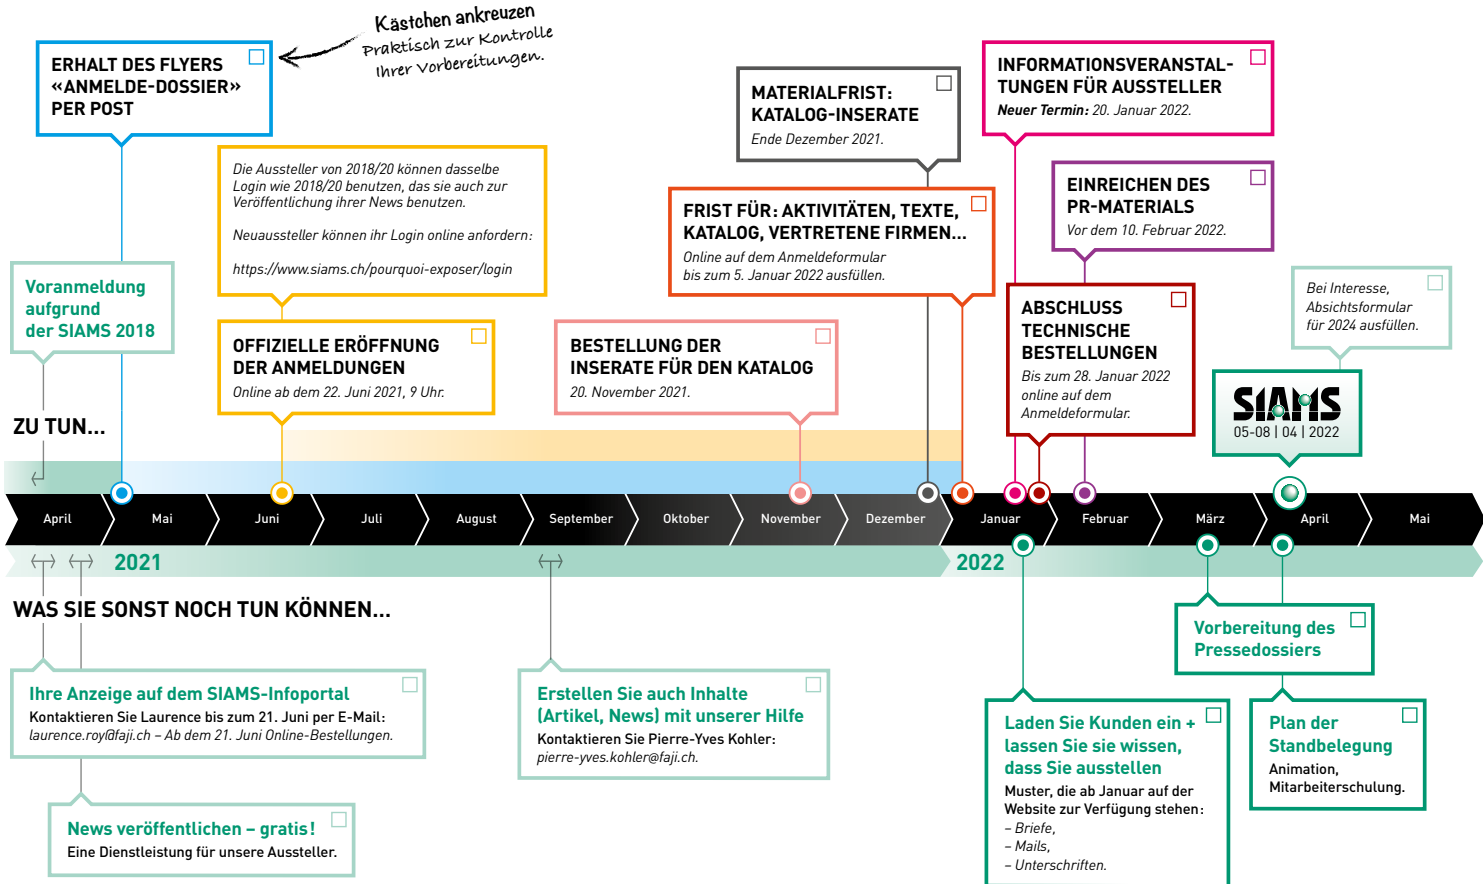 Kästchen ankreuzen
Praktisch zur Kontrolle
Ihrer Vorbereitungen.
ERHALT DES FLYERS
«ANMELDE-DOSSIER»
PER POST
MATERIALFRIST:
KATALOG-INSERATE
Ende Dezember 2021.
INFORMATIONSVERANSTAL-
TUNGEN FÜR AUSSTELLER
Neuer Termin: 20. Januar 2022.
Die Aussteller von 2018/20 können dasselbe
Login wie 2018/20 benutzen, das sie auch zur
Veröffentlichung ihrer News benutzen.
Neuaussteller können ihr Login online anfordern:
https://www.siams.ch/pourquoi-exposer/login
FRIST FÜR: AKTIVITÄTEN, TEXTE,
KATALOG, VERTRETENE FIRMEN...
Online auf dem Anmeldeformular
bis zum 5. Januar 2022 ausfüllen.
EINREICHEN DES
PR-MATERIALS
Vor dem 10. Februar 2022.
Voranmeldung
aufgrund
der SIAMS 2018
OFFIZIELLE ERÖFFNUNG
DER ANMELDUNGEN
Online ab dem 22. Juni 2021, 9 Uhr.
BESTELLUNG DER
INSERATE FÜR DEN KATALOG
20. November 2021.
ABSCHLUSS
TECHNISCHE
BESTELLUNGEN
Bis zum 28. Januar 2022
online auf dem
Anmeldeformular.
Bei Interesse,
Absichtsformular
für 2024 ausfüllen.
SIAMS
05-08 | 04 | 2022
ZU TUN...
April Mai Juni Juli August September Oktober November Dezember Januar Februar März April Mai
2021 2022
WAS SIE SONST NOCH TUN KÖNNEN...
Ihre Anzeige auf dem SIAMS-Infoportal
Kontaktieren Sie Laurence bis zum 21. Juni per E-Mail:
laurence.roy@faji.ch – Ab dem 21. Juni Online-Bestellungen.
News veröffentlichen – gratis!
Eine Dienstleistung für unsere Aussteller.
Erstellen Sie auch Inhalte
(Artikel, News) mit unserer Hilfe
Kontaktieren Sie Pierre-Yves Kohler:
pierre-yves.kohler@faji.ch.
Laden Sie Kunden ein +
lassen Sie sie wissen,
dass Sie ausstellen
Muster, die ab Januar auf der
Website zur Verfügung stehen:
– Briefe,
– Mails,
– Unterschriften.
Vorbereitung des
Pressedossiers
Plan der
Standbelegung
Animation,
Mitarbeiterschulung.